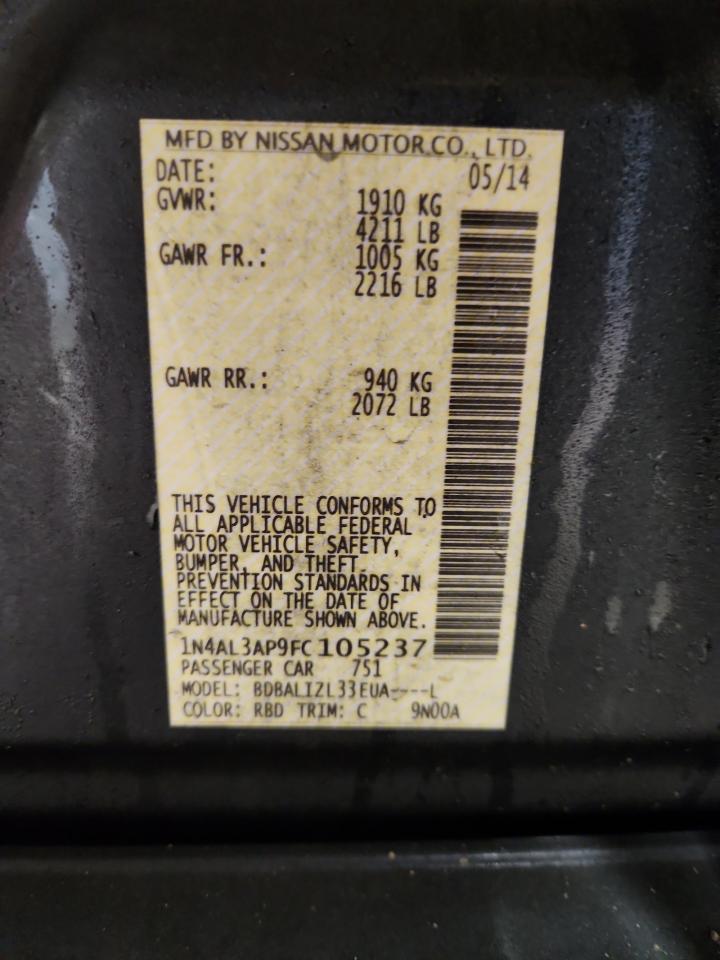 MFD BY NISSAN MOTOR CO., LTD.
DATE: 05/14
GVWR: 1910 KG
4211 LB
GAWR FR.: 1005 KG
2216 LB
GAWR RR.: 940 KG
2072 LB
THIS VEHICLE CONFORMS TO
ALL APPLICABLE FEDERAL
MOTOR VEHICLE SAFETY,
BUMPER, AND THEFT
PREVENTION STANDARDS IN
EFFECT ON THE DATE OF
MANUFACTURE SHOWN ABOVE.
1N4AL3AP9FC105237
PASSENGER CAR 751
MODEL: BDBALIZL33EUA----L
COLOR: RBD TRIM: C 9N00A